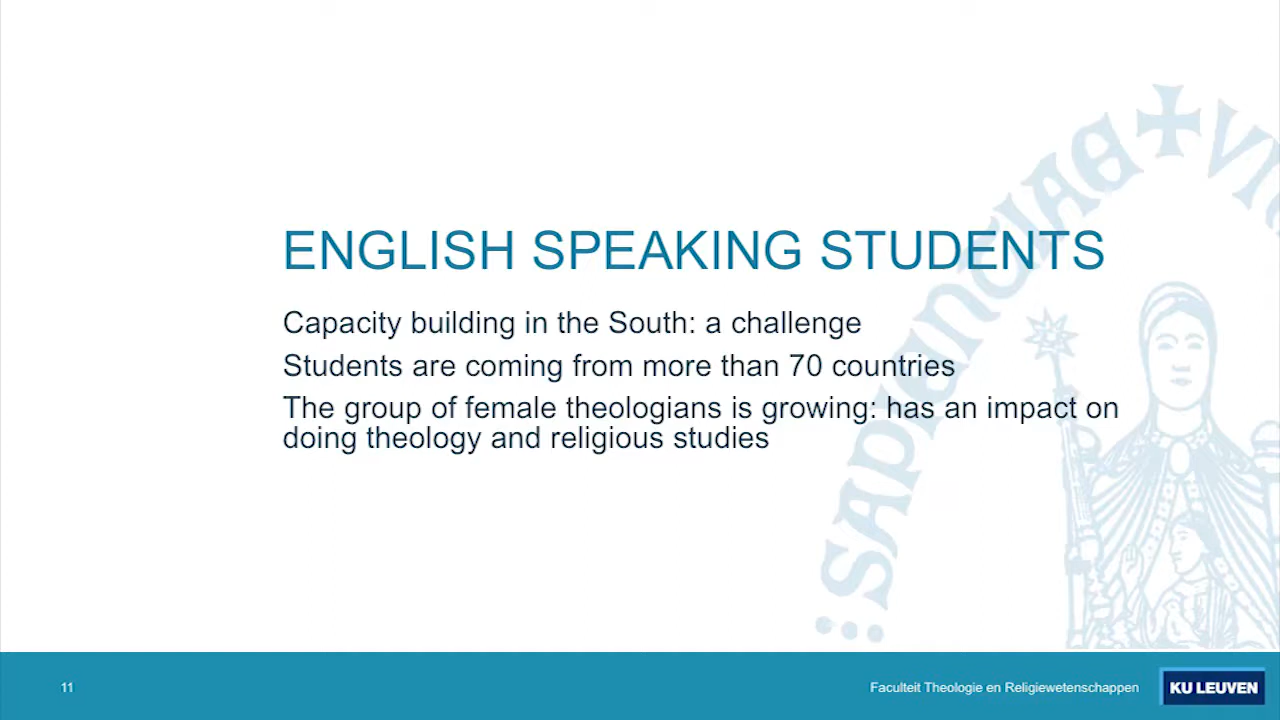 ENGLISH SPEAKING STUDENTS
Capacity building in the South: a challenge
Students are coming from more than 70 countries
The group of female theologians is growing: has an impact on
doing theology and religious studies
SAPIENTIAE
11
Faculteit Theologie en Religiewetenschappen
KU LEUVEN